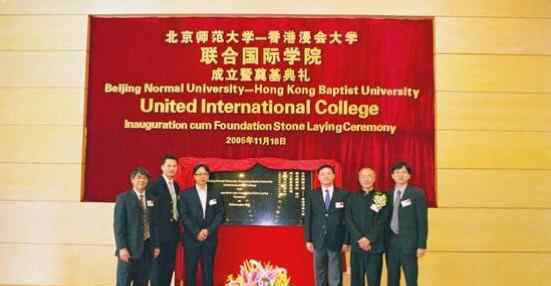 北京师范大学—香港浸会大学
联合国际学院
成立暨奠基典礼
Beijing Normal University—Hong Kong Baptist University
United International College
Inauguration cum Foundation Stone Laying Ceremony
2005年11月18日